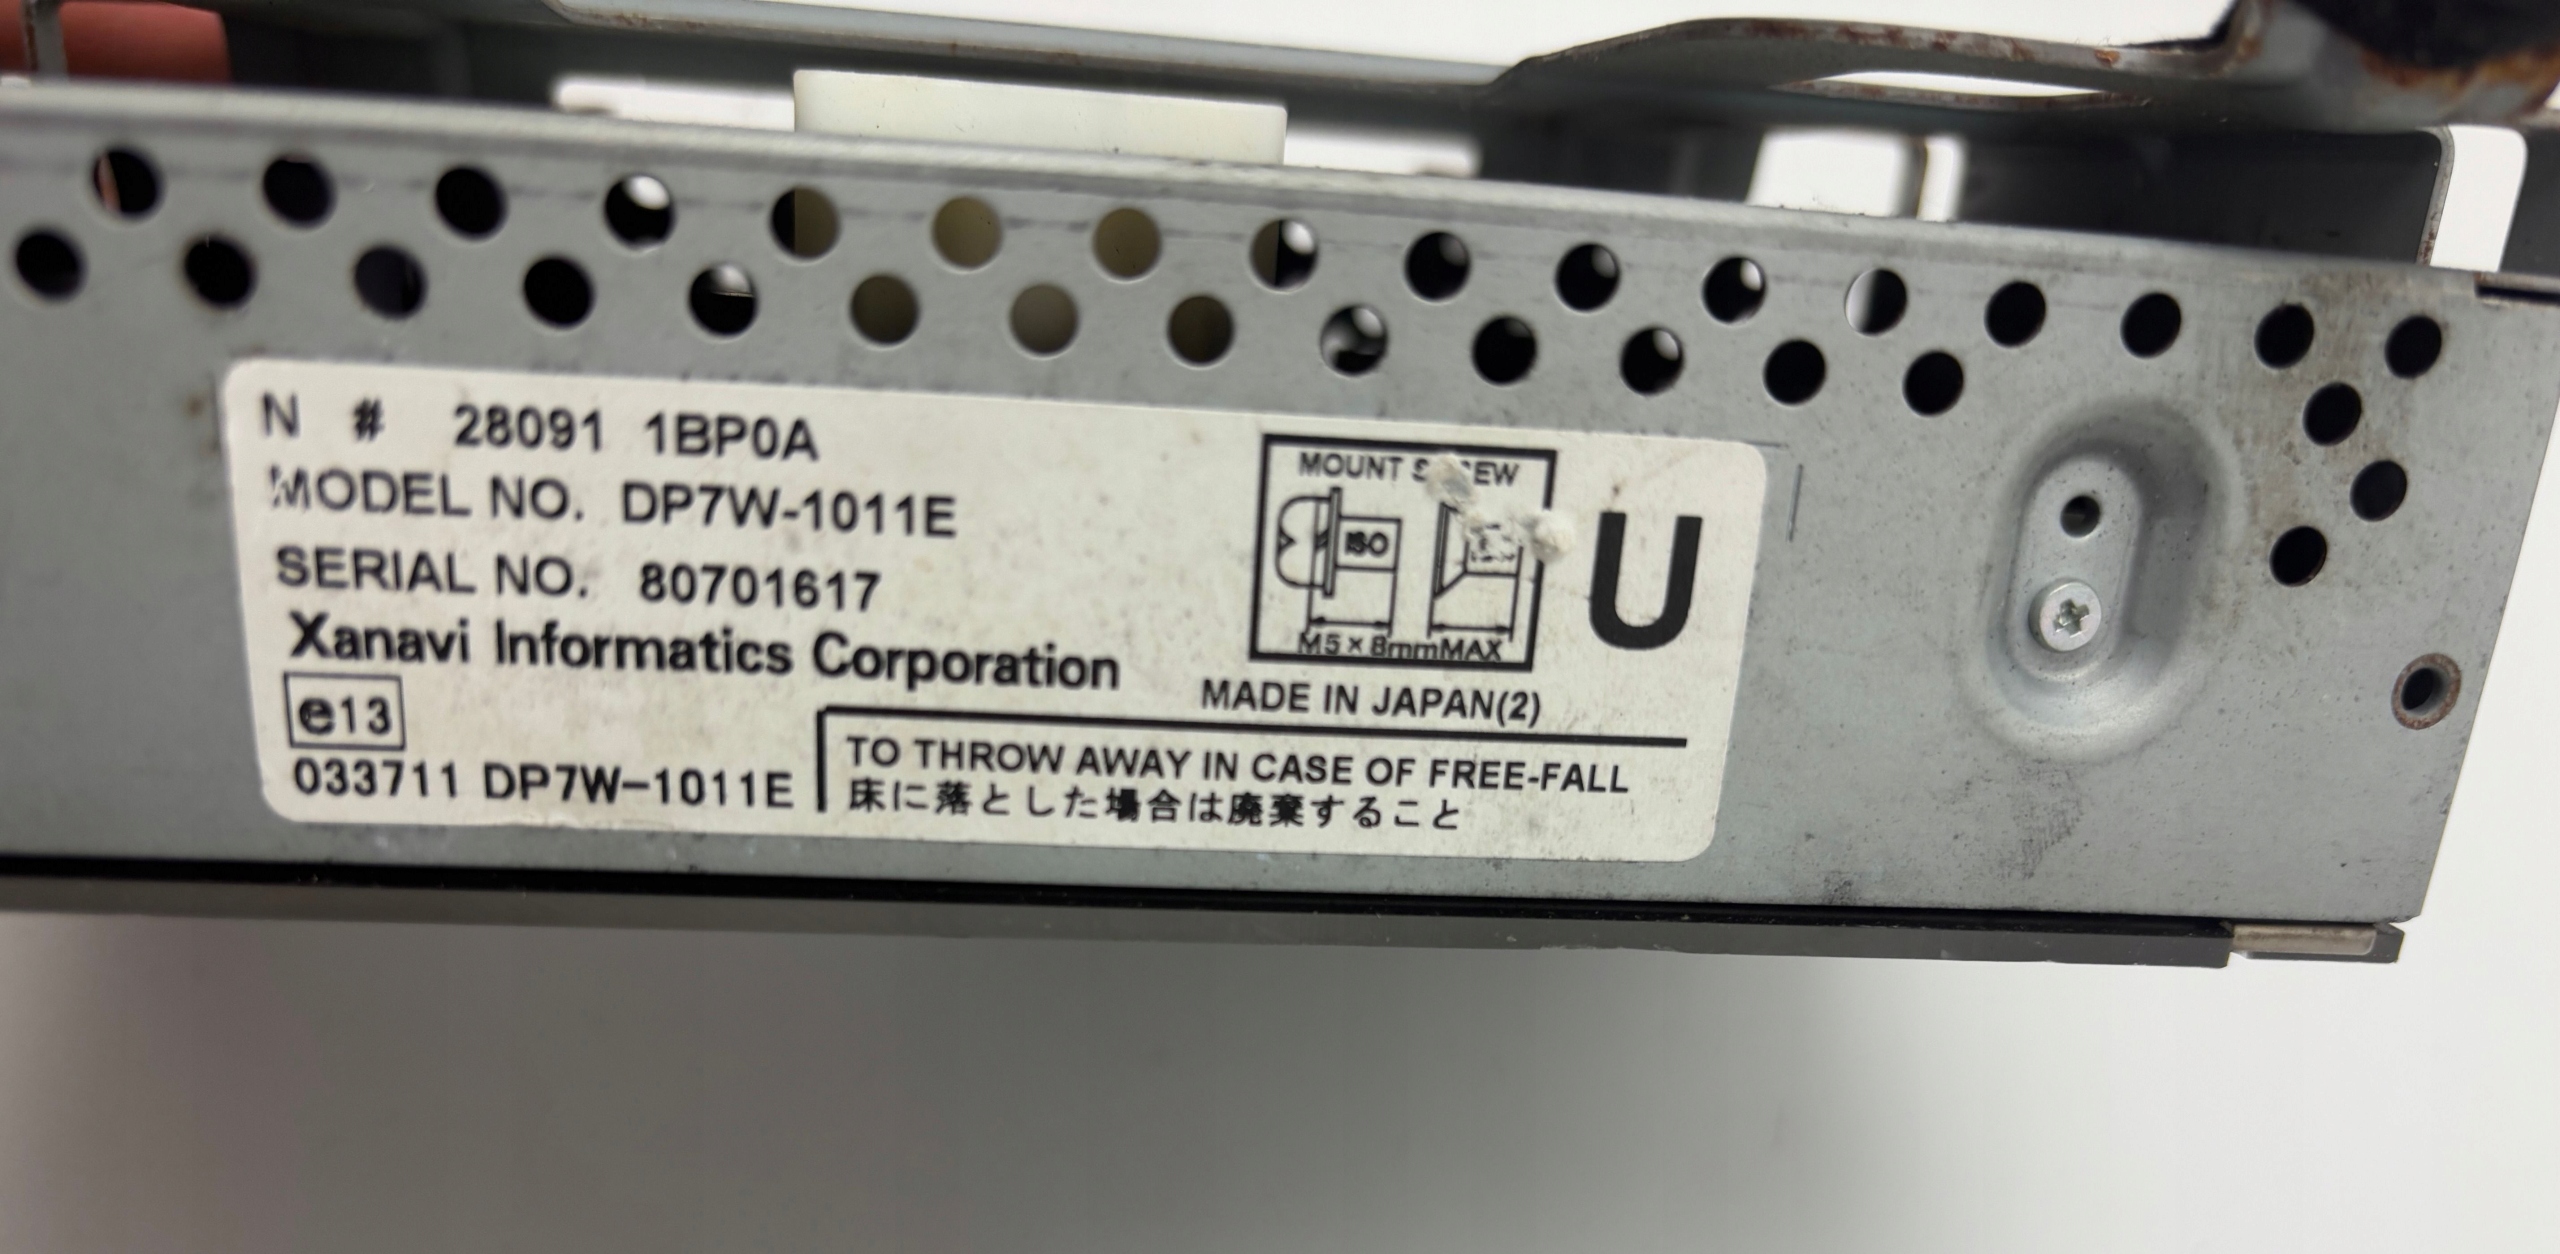 N # 28091 1BP0A
MODEL NO. DP7W-1011E
SERIAL NO. 80701617
Xanavi Informatics Corporation
e13
033711 DP7W-1011E
MOUNT
ISO
M5×8mmMAX
U
MADE IN JAPAN(2)
TO THROW AWAY IN CASE OF FREE-FALL
床に落とした場合は廃棄すること